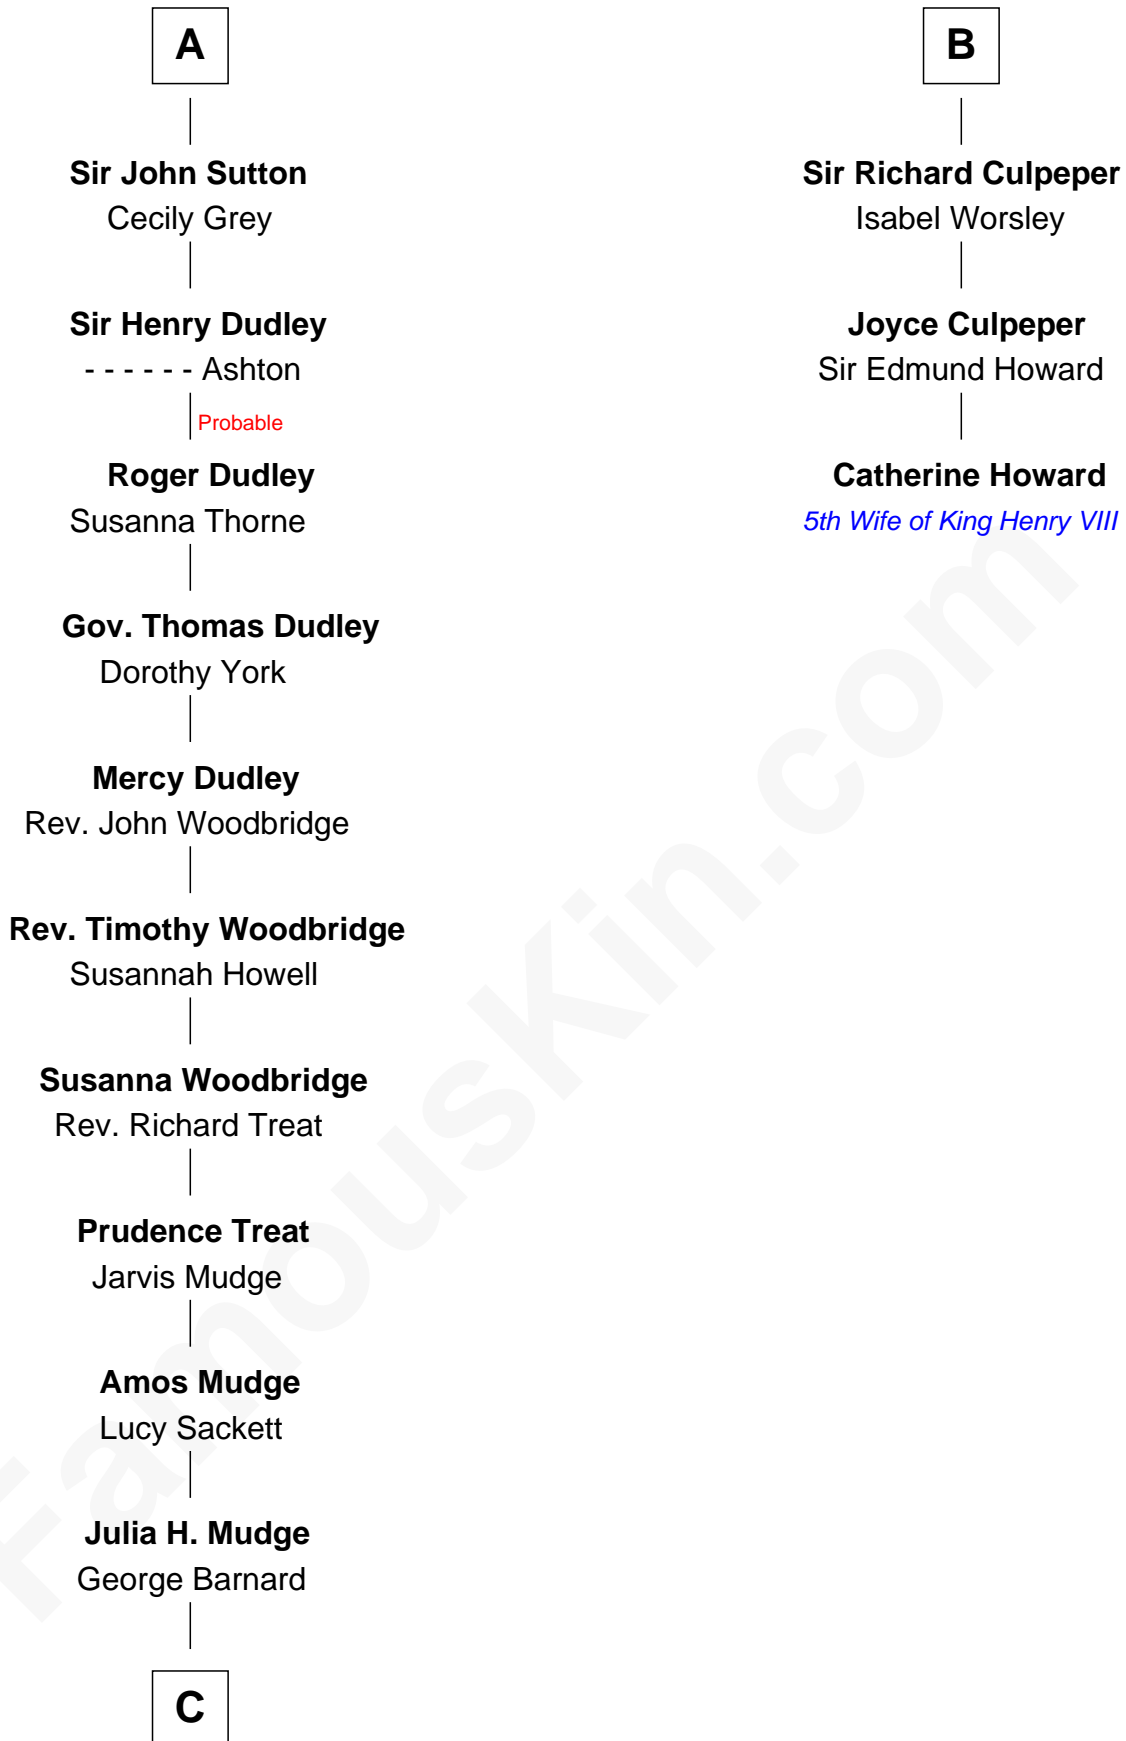 A
Sir John Sutton
Cecily Grey
Sir Henry Dudley
- - - - - - Ashton
Probable
Roger Dudley
Susanna Thorne
Gov. Thomas Dudley
Dorothy York
Mercy Dudley
Rev. John Woodbridge
Rev. Timothy Woodbridge
Susannah Howell
Susanna Woodbridge
Rev. Richard Treat
Prudence Treat
Jarvis Mudge
Amos Mudge
Lucy Sackett
Julia H. Mudge
George Barnard
C
B
Sir Richard Culpeper
Isabel Worsley
Joyce Culpeper
Sir Edmund Howard
Catherine Howard
5th Wife of King Henry VIII
FamousKin.com